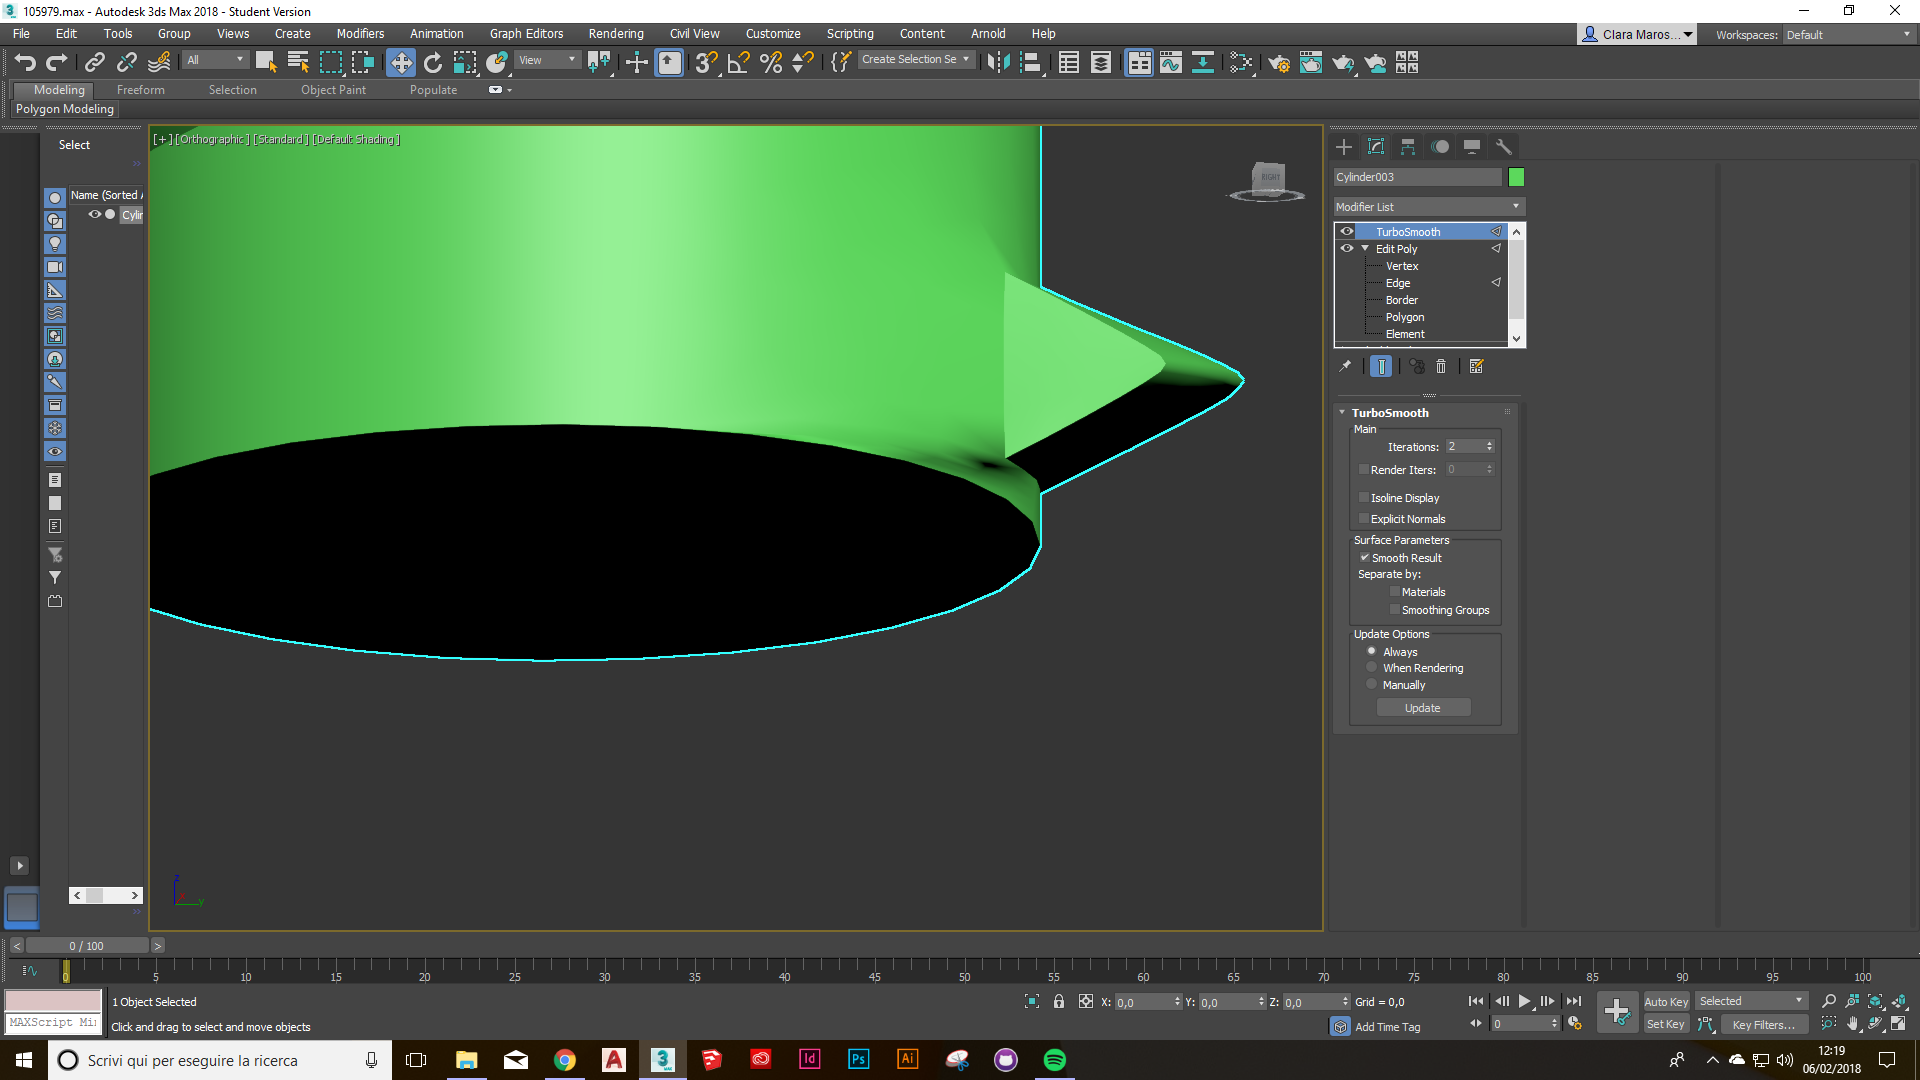 105979.max - Autodesk 3ds Max 2018 - Student Version
File Edit Tools Group Views Create Modifiers Animation Graph Editors Rendering Civil View Customize Scripting Content Arnold Help
Clara Maros... Workspaces: Default
All View Create Selection Se
Modeling Freeform Selection Object Paint Populate
Polygon Modeling
Select
[+] [Orthographic] [Standard] [Default Shading]
RIGHT
Name (Sorted A
Cylin
Cylinder003
Modifier List
TurboSmooth
Edit Poly
Vertex
Edge
Border
Polygon
Element
TurboSmooth
Main
Iterations: 2
Render Iters: 0
Isoline Display
Explicit Normals
Surface Parameters
Smooth Result
Separate by:
Materials
Smoothing Groups
Update Options
Always
When Rendering
Manually
Update
Z
Y
0 / 100
0 5 10 15 20 25 30 35 40 45 50 55 60 65 70 75 80 85 90 95 100
1 Object Selected
X: 0,0 Y: 0,0 Z: 0,0 Grid = 0,0
Auto Key Selected
MAXScript Mi
Click and drag to select and move objects
Add Time Tag
0
Set Key Key Filters...
Scrivi qui per eseguire la ricerca
12:19
06/02/2018